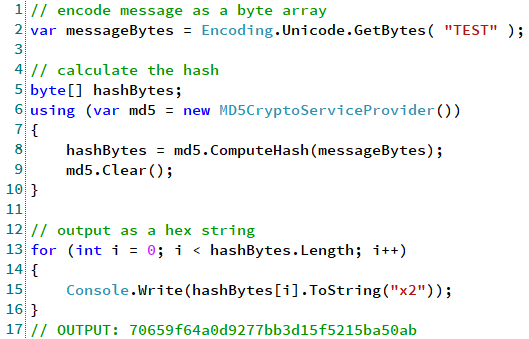 1 // encode message as a byte array
2 var messageBytes = Encoding.Unicode.GetBytes( "TEST" );
3
4 // calculate the hash
5 byte[] hashBytes;
6 using (var md5 = new MD5CryptoServiceProvider())
7 {
8     hashBytes = md5.ComputeHash(messageBytes);
9     md5.Clear();
10 }
11
12 // output as a hex string
13 for (int i = 0; i < hashBytes.Length; i++)
14 {
15     Console.Write(hashBytes[i].ToString("x2"));
16 }
17 // OUTPUT: 70659f64a0d9277bb3d15f5215ba50ab